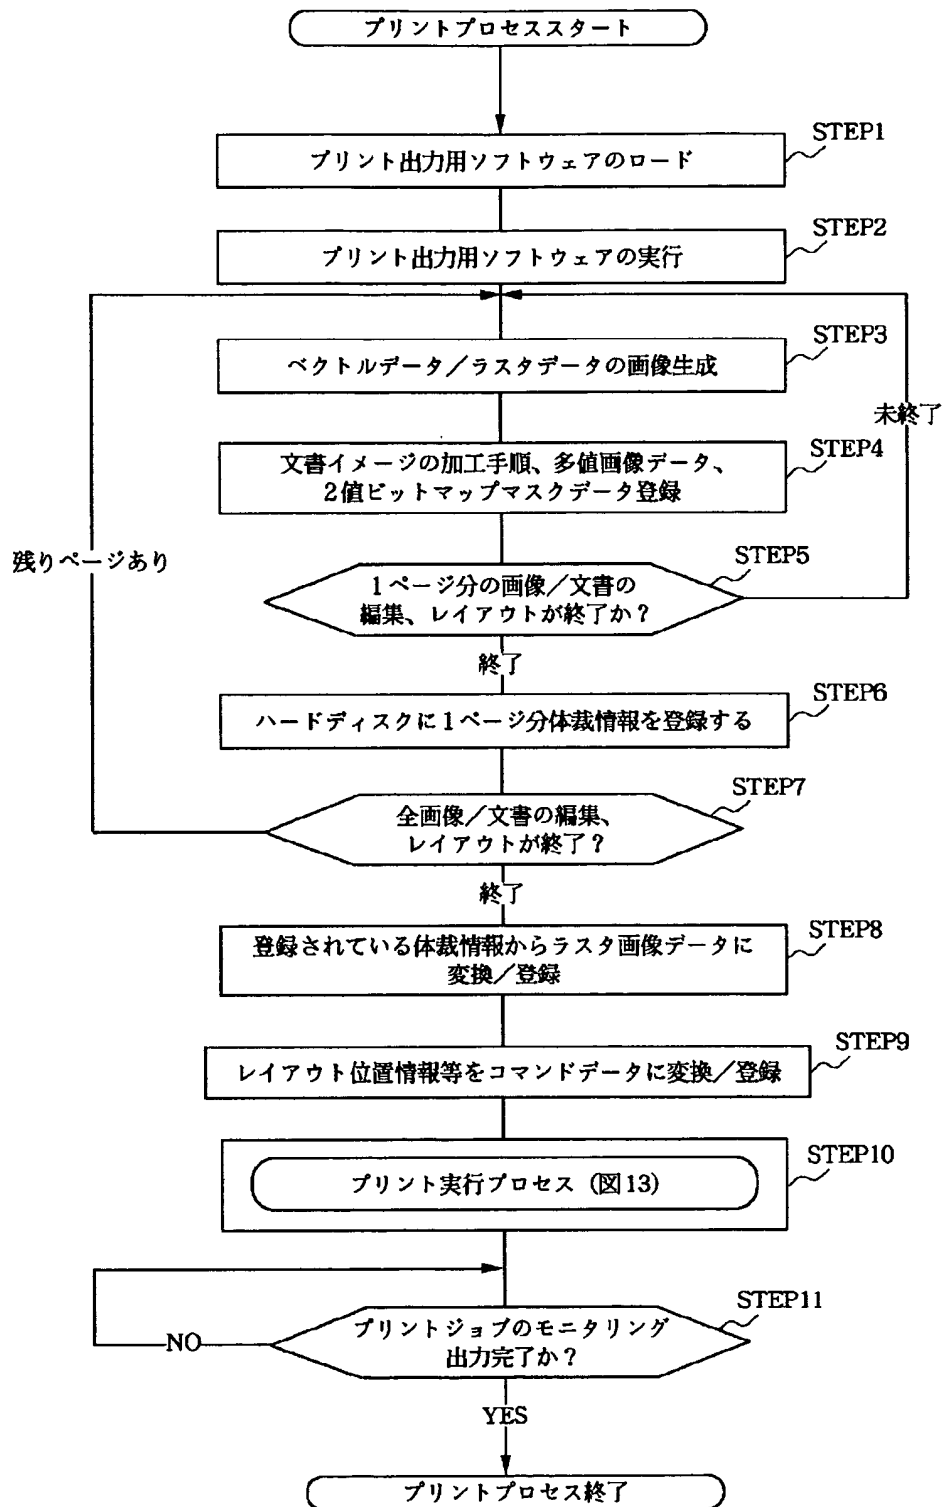 プリントプロセススタート
STEP1
プリント出力用ソフトウェアのロード
STEP2
プリント出力用ソフトウェアの実行
STEP3
ベクトルデータ／ラスタデータの画像生成
未終了
STEP4
文書イメージの加工手順、多値画像データ、
2値ビットマップマスクデータ登録
残りページあり
STEP5
1ページ分の画像／文書の
編集、レイアウトが終了か？
終了
STEP6
ハードディスクに1ページ分体裁情報を登録する
STEP7
全画像／文書の編集、
レイアウトが終了？
終了
STEP8
登録されている体裁情報からラスタ画像データに
変換／登録
STEP9
レイアウト位置情報等をコマンドデータに変換／登録
STEP10
プリント実行プロセス（図13）
STEP11
プリントジョブのモニタリング
出力完了か？
NO
YES
プリントプロセス終了